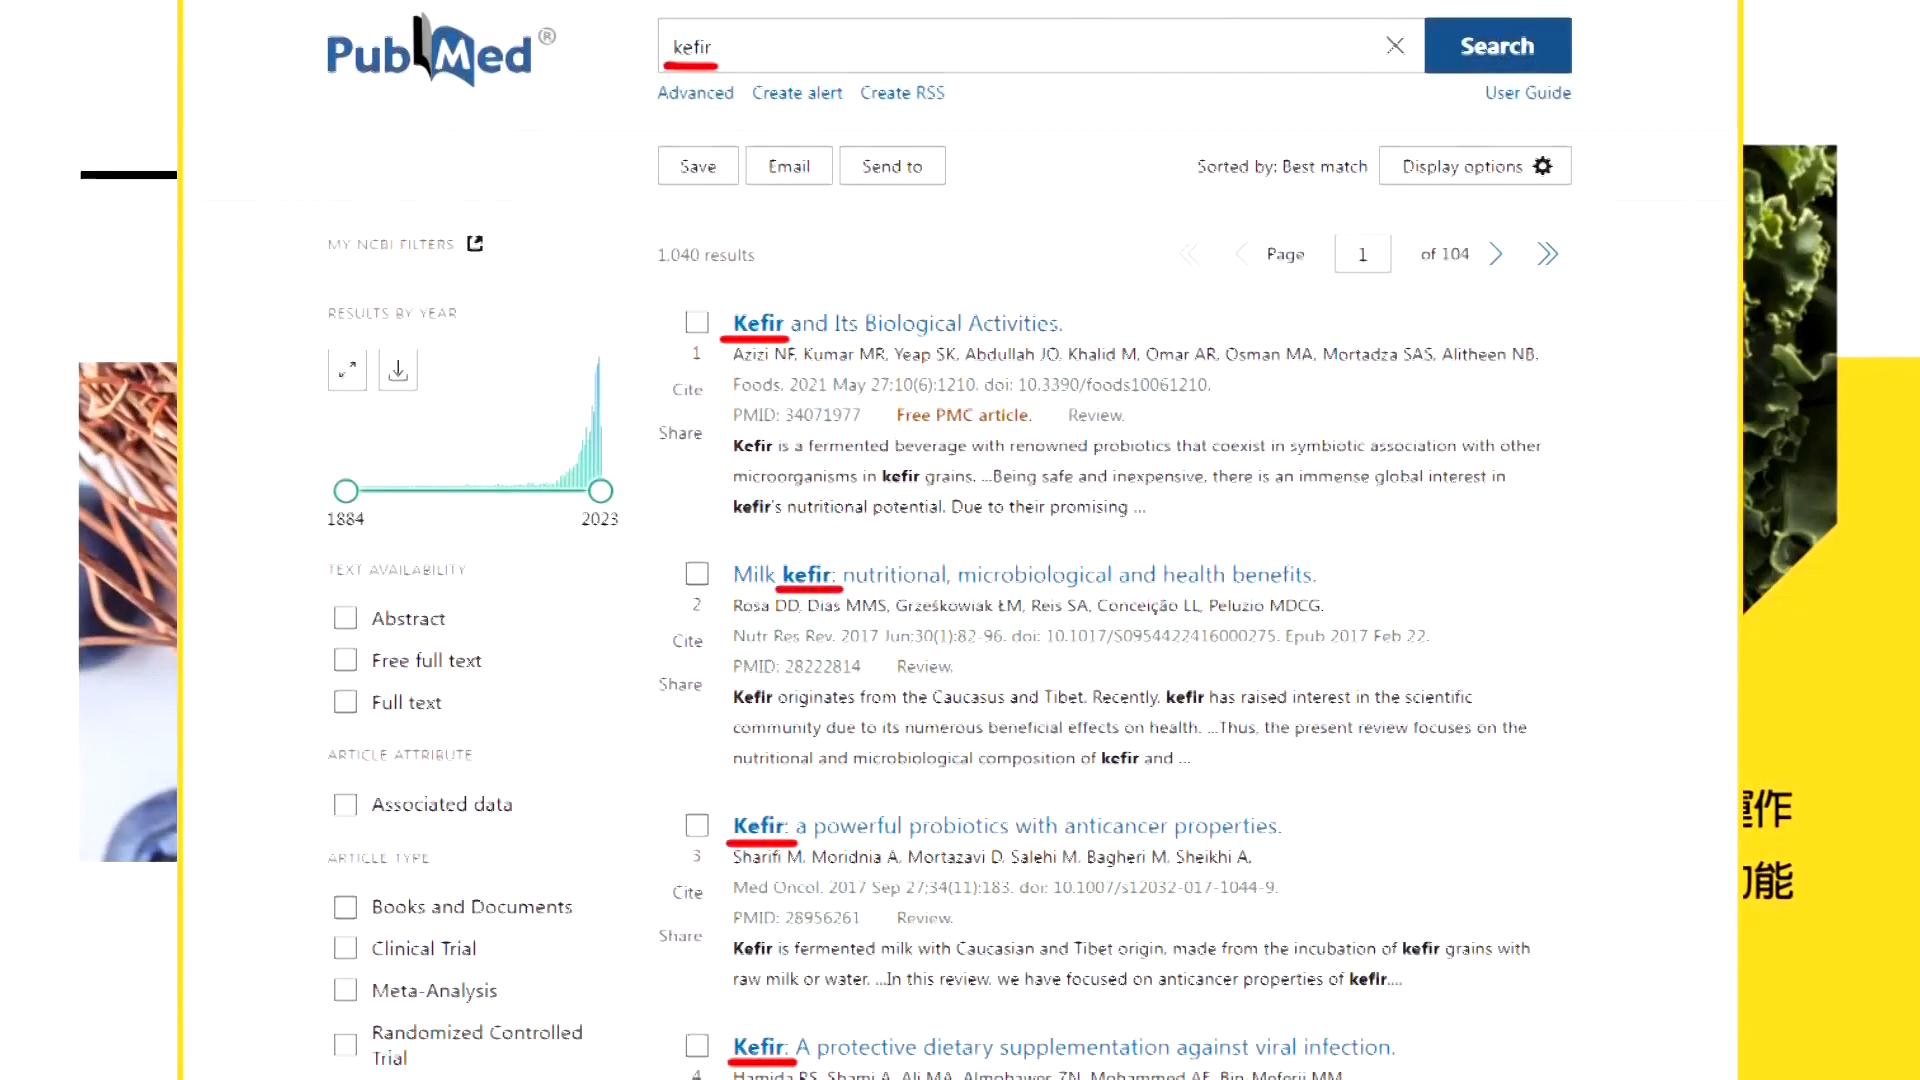 PubMed®
kefir
Search
Advanced Create alert Create RSS
User Guide
Save Email Send to
Sorted by: Best match Display options
MY NCBI FILTERS
1,040 results
Page 1 of 104
RESULTS BY YEAR
1884 2023
TEXT AVAILABILITY
Abstract
Free full text
Full text
ARTICLE ATTRIBUTE
Associated data
ARTICLE TYPE
Books and Documents
Clinical Trial
Meta-Analysis
Randomized Controlled
Trial
Kefir and Its Biological Activities.
1
Cite
Share
Azizi NF, Kumar MR, Yeap SK, Abdullah JO, Khalid M, Omar AR, Osman MA, Mortadza SAS, Alitheen NB.
Foods. 2021 May 27;10(6):1210. doi: 10.3390/foods10061210.
PMID: 34071977 Free PMC article. Review.
Kefir is a fermented beverage with renowned probiotics that coexist in symbiotic association with other
microorganisms in kefir grains. ...Being safe and inexpensive, there is an immense global interest in
kefir's nutritional potential. Due to their promising ...
Milk kefir: nutritional, microbiological and health benefits.
2
Cite
Share
Rosa DD, Dias MMS, Grześkowiak ŁM, Reis SA, Conceição LL, Peluzio MDCG.
Nutr Res Rev. 2017 Jun;30(1):82-96. doi: 10.1017/S0954422416000275. Epub 2017 Feb 22.
PMID: 28222814 Review.
Kefir originates from the Caucasus and Tibet. Recently, kefir has raised interest in the scientific
community due to its numerous beneficial effects on health. ...Thus, the present review focuses on the
nutritional and microbiological composition of kefir and ...
Kefir: a powerful probiotics with anticancer properties.
3
Cite
Share
Sharifi M, Moridnia A, Mortazavi D, Salehi M, Bagheri M, Sheikhi A.
Med Oncol. 2017 Sep 27;34(11):183. doi: 10.1007/s12032-017-1044-9.
PMID: 28956261 Review.
Kefir is fermented milk with Caucasian and Tibet origin, made from the incubation of kefir grains with
raw milk or water. ...In this review, we have focused on anticancer properties of kefir....
Kefir: A protective dietary supplementation against viral infection.
4
Hamida RS, Shami A, Ali MA, Almohawes ZN, Mohammed AE, Bin-Meferij MM.
作
能